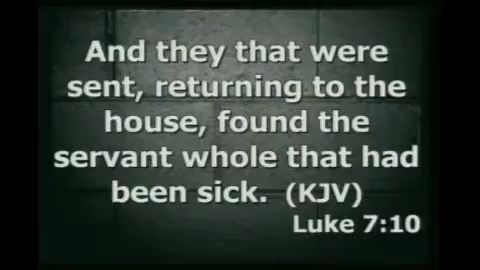 And they that were
sent, returning to the
house, found the
servant whole that had
been sick. (KJV)
Luke 7:10